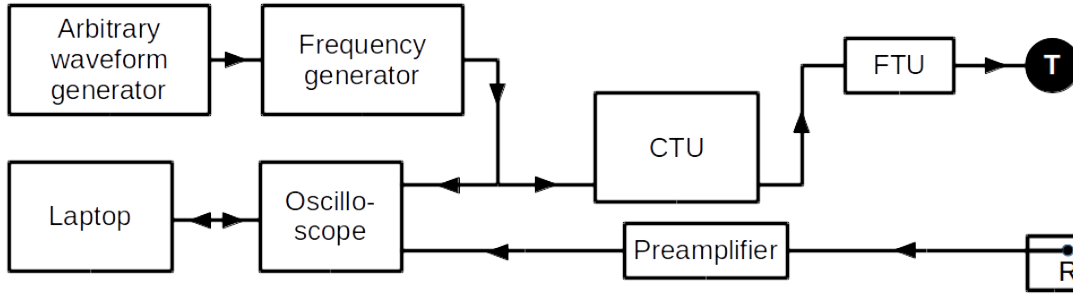 Arbitrary
waveform
generator
Frequency
generator
FTU
T
CTU
Laptop
Oscillo-
scope
Preamplifier
R